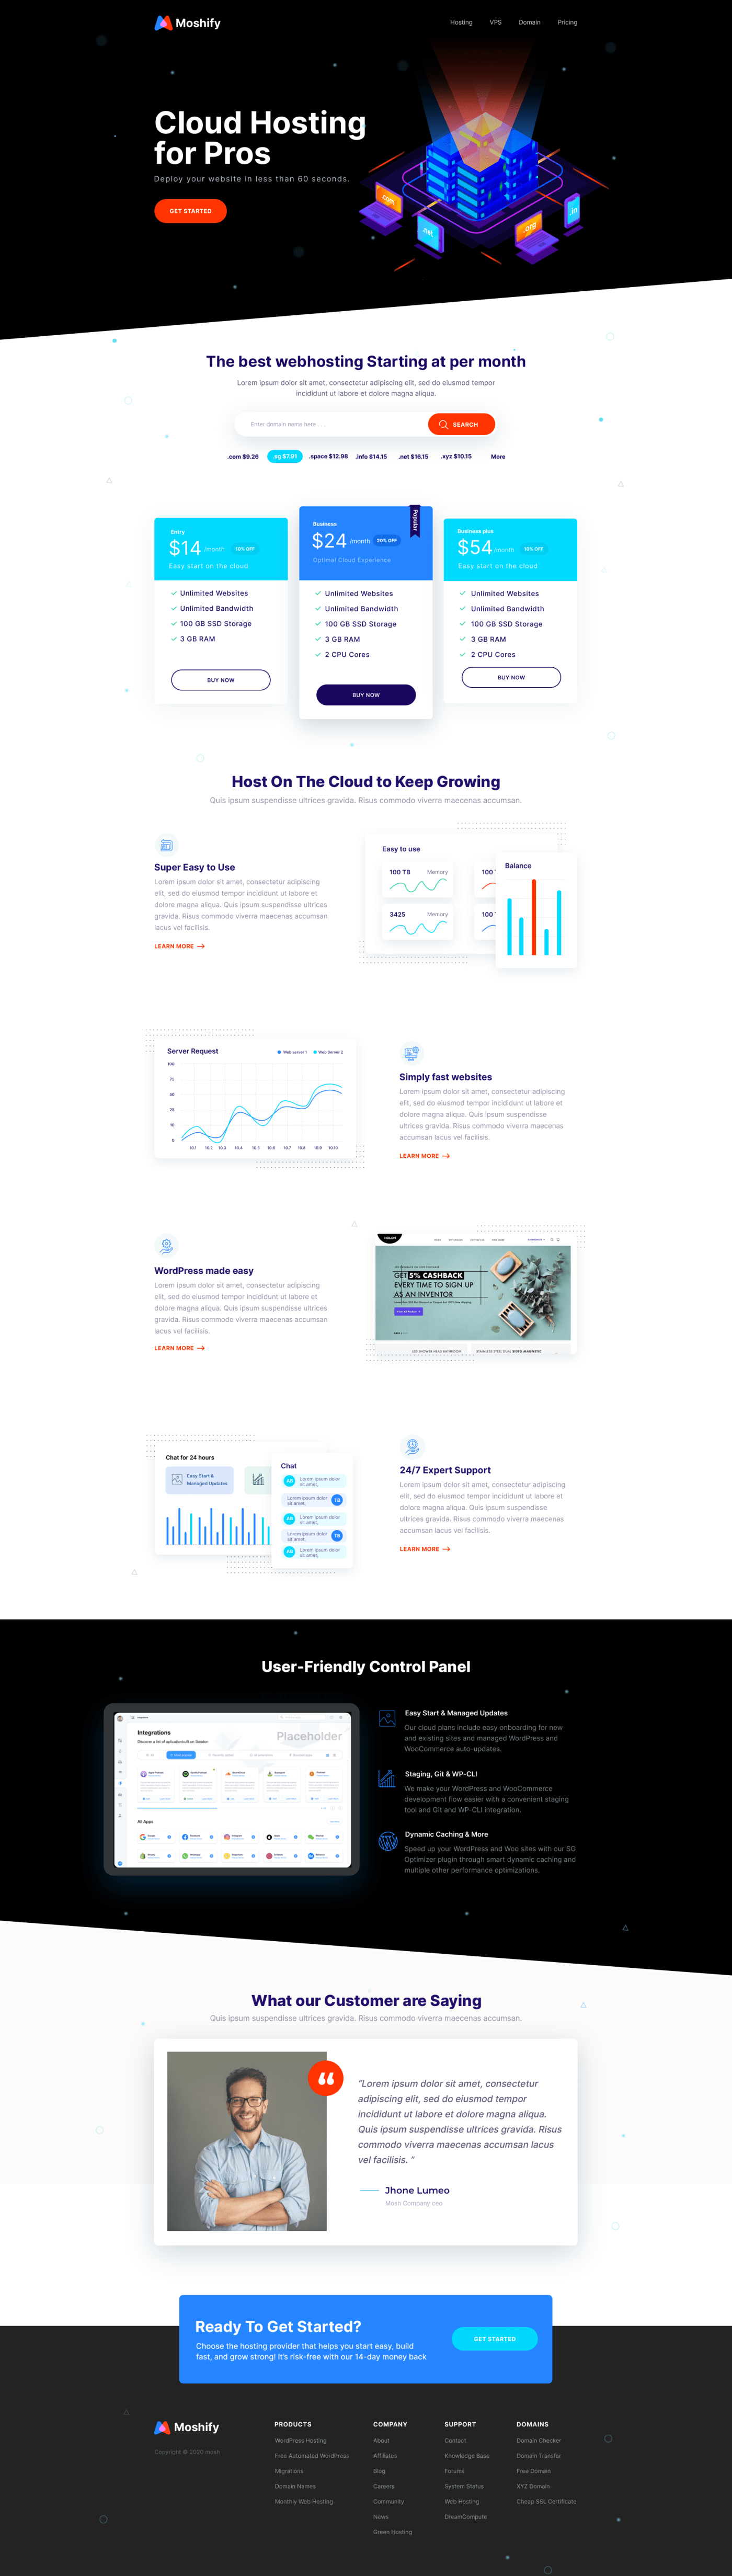 Moshify
Hosting
VPS
Domain
Pricing
Cloud Hosting
for Pros
Deploy your website in less than 60 seconds.
GET STARTED
.com
.net
.org
.in
The best webhosting Starting at per month
Lorem ipsum dolor sit amet, consectetur adipiscing elit, sed do eiusmod tempor
incididunt ut labore et dolore magna aliqua.
Enter domain name here . . .
SEARCH
.com $9.26
.sg $7.91
.space $12.98
.info $14.15
.net $16.15
.xyz $10.15
More
Entry
$14 /month
10% OFF
Easy start on the cloud
Unlimited Websites
Unlimited Bandwidth
100 GB SSD Storage
3 GB RAM
BUY NOW
Popular
Business
$24 /month
20% OFF
Optimal Cloud Experience
Unlimited Websites
Unlimited Bandwidth
100 GB SSD Storage
3 GB RAM
2 CPU Cores
BUY NOW
Business plus
$54 /month
15% OFF
Easy start on the cloud
Unlimited Websites
Unlimited Bandwidth
100 GB SSD Storage
3 GB RAM
2 CPU Cores
BUY NOW
Host On The Cloud to Keep Growing
Quis ipsum suspendisse ultrices gravida. Risus commodo viverra maecenas accumsan.
Super Easy to Use
Lorem ipsum dolor sit amet, consectetur adipiscing
elit, sed do eiusmod tempor incididunt ut labore et
dolore magna aliqua. Quis ipsum suspendisse ultrices
gravida. Risus commodo viverra maecenas accumsan
lacus vel facilisis.
LEARN MORE
Easy to use
100 TB
Memory
100
3425
Memory
100
Balance
Server Request
Web server 1
Web Server 2
100
70
50
25
10
0
10.1
10.2
10.3
10.4
10.5
10.6
10.7
10.8
10.9
10.10
Simply fast websites
Lorem ipsum dolor sit amet, consectetur adipiscing
elit, sed do eiusmod tempor incididunt ut labore et
dolore magna aliqua. Quis ipsum suspendisse
ultrices gravida. Risus commodo viverra maecenas
accumsan lacus vel facilisis.
LEARN MORE
WordPress made easy
Lorem ipsum dolor sit amet, consectetur adipiscing
elit, sed do eiusmod tempor incididunt ut labore et
dolore magna aliqua. Quis ipsum suspendisse ultrices
gravida. Risus commodo viverra maecenas accumsan
lacus vel facilisis.
LEARN MORE
GET 5% CASHBACK
EVERY TIME TO SIGN UP
AS AN INVENTOR
LED SHOWER HEAD BATHROOM
STAINLESS STEEL DUAL SIDED MAGNETIC
Chat for 24 hours
Easy Start &
Managed Updates
Chat
AB
Lorem ipsum dolor
sit amet,
Lorem ipsum dolor
sit amet,
TB
AB
Lorem ipsum dolor
sit amet,
Lorem ipsum dolor
sit amet,
TB
AB
Lorem ipsum dolor
sit amet,
24/7 Expert Support
Lorem ipsum dolor sit amet, consectetur adipiscing
elit, sed do eiusmod tempor incididunt ut labore et
dolore magna aliqua. Quis ipsum suspendisse
ultrices gravida. Risus commodo viverra maecenas
accumsan lacus vel facilisis.
LEARN MORE
User-Friendly Control Panel
Integrations
Placeholder
All Apps
Easy Start & Managed Updates
Our cloud plans include easy onboarding for new
and existing sites and managed WordPress and
WooCommerce auto-updates.
Staging, Git & WP-CLI
We make your WordPress and WooCommerce
development flow easier with a convenient staging
tool and Git and WP-CLI integration.
Dynamic Caching & More
Speed up your WordPress and Woo sites with our SG
Optimizer plugin through smart dynamic caching and
multiple other performance optimizations.
What our Customer are Saying
Quis ipsum suspendisse ultrices gravida. Risus commodo viverra maecenas accumsan.
“Lorem ipsum dolor sit amet, consectetur
adipiscing elit, sed do eiusmod tempor
incididunt ut labore et dolore magna aliqua.
Quis ipsum suspendisse ultrices gravida. Risus
commodo viverra maecenas accumsan lacus
vel facilisis. ”
Jhone Lumeo
Mosh Company ceo
Ready To Get Started?
Choose the hosting provider that helps you start easy, build
fast, and grow strong! It’s risk-free with our 14-day money back
GET STARTED
Moshify
Copyright © 2020 mosh
PRODUCTS
WordPress Hosting
Free Automated WordPress
Migrations
Domain Names
Monthly Web Hosting
COMPANY
About
Affiliates
Blog
Careers
Community
News
Green Hosting
SUPPORT
Contact
Knowledge Base
Forums
System Status
Web Hosting
DreamCompute
DOMAINS
Domain Checker
Domain Transfer
Free Domain
XYZ Domain
Cheap SSL Certificate